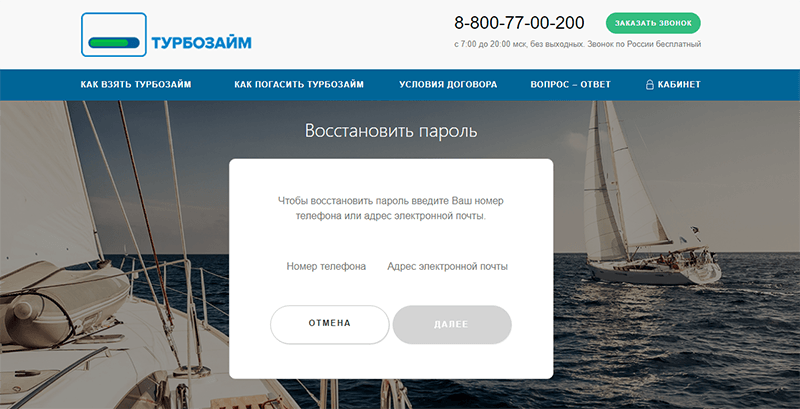 ТУРБОЗАЙМ
8-800-77-00-200
ЗАКАЗАТЬ ЗВОНОК
с 7:00 до 20:00 мск, без выходных. Звонок по России бесплатный
КАК ВЗЯТЬ ТУРБОЗАЙМ КАК ПОГАСИТЬ ТУРБОЗАЙМ УСЛОВИЯ ДОГОВОРА ВОПРОС – ОТВЕТ КАБИНЕТ
Восстановить пароль
Чтобы восстановить пароль введите Ваш номер
телефона или адрес электронной почты.
Номер телефона Адрес электронной почты
ОТМЕНА ДАЛЕЕ